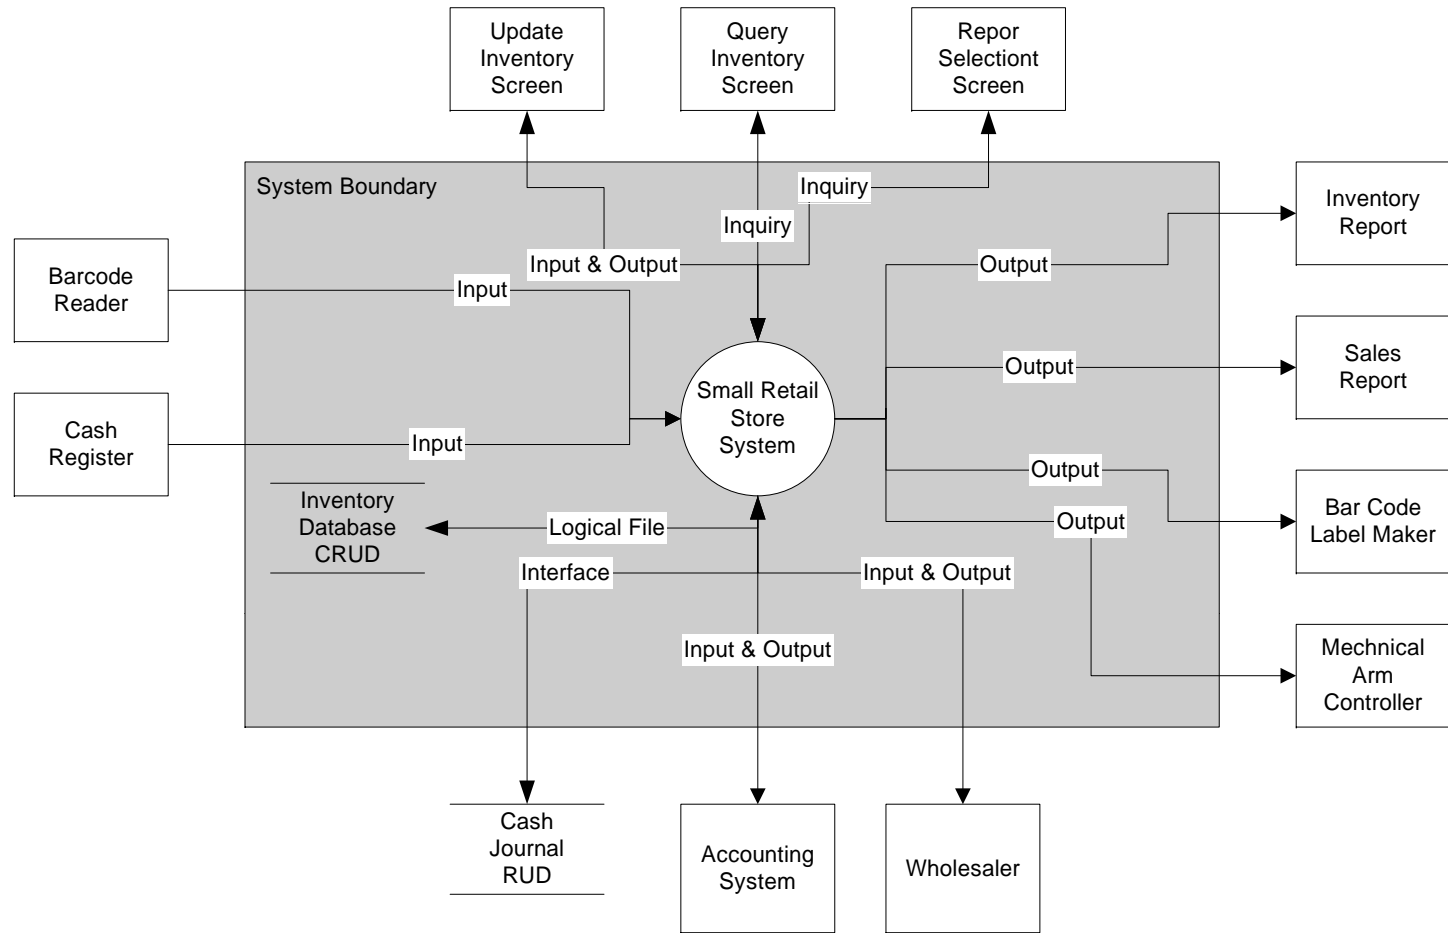 Update
Inventory
Screen
Query
Inventory
Screen
Repor
Selectiont
Screen
System Boundary
Inquiry
Inquiry
Input & Output
Barcode
Reader
Input
Cash
Register
Input
Small Retail
Store
System
Output
Inventory
Report
Output
Sales
Report
Output
Bar Code
Label Maker
Output
Mechnical
Arm
Controller
Inventory
Database
CRUD
Logical File
Interface
Input & Output
Input & Output
Cash
Journal
RUD
Accounting
System
Wholesaler